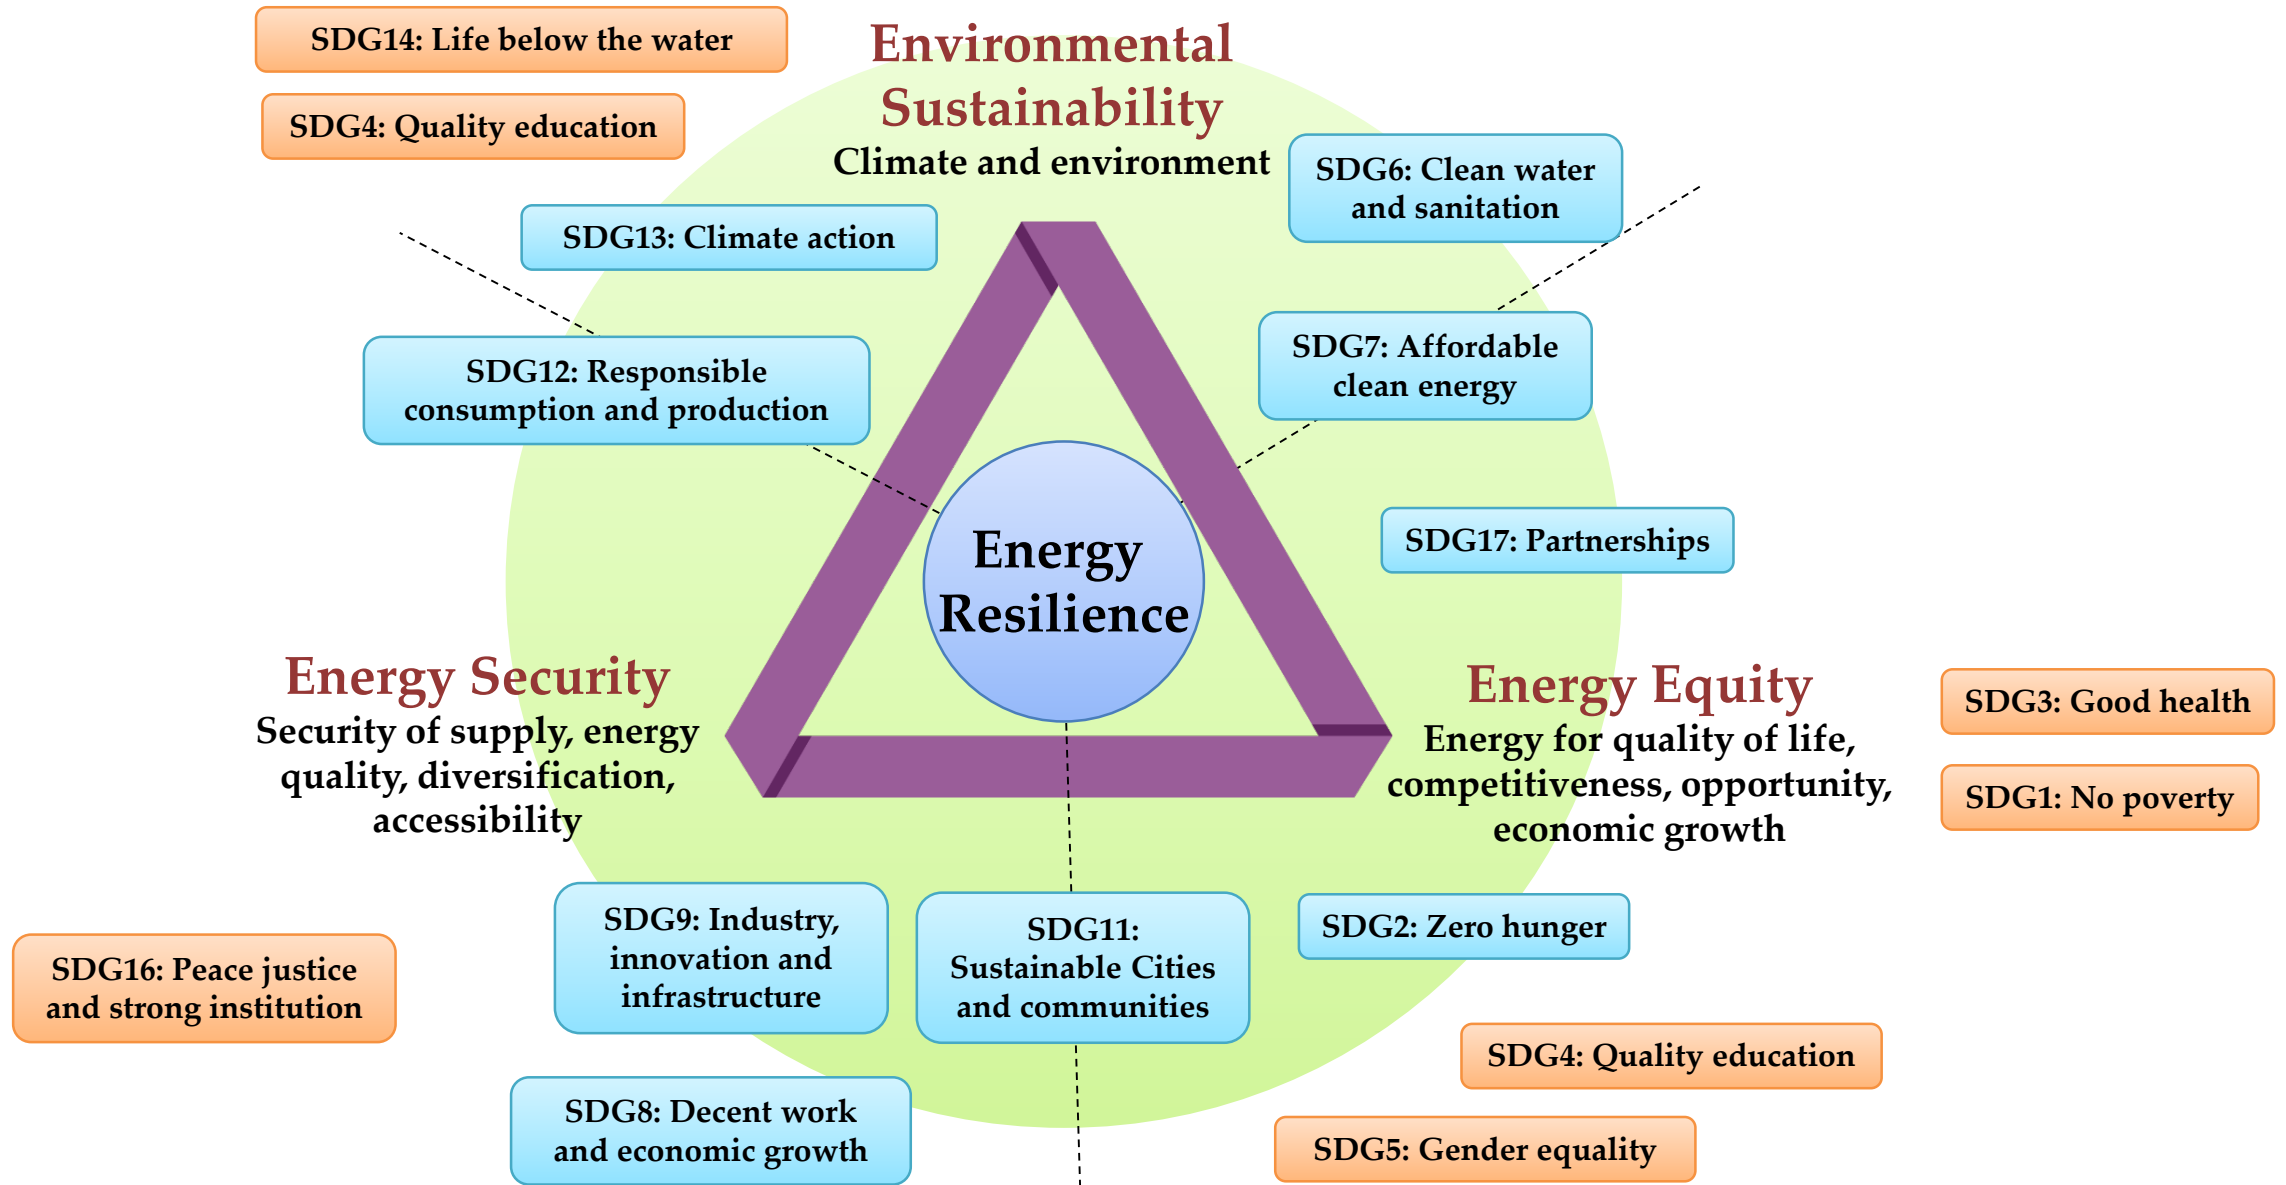 SDG14: Life below the water
SDG4: Quality education
Environmental
Sustainability
Climate and environment
SDG6: Clean water
and sanitation
SDG13: Climate action
SDG12: Responsible
consumption and production
SDG7: Affordable
clean energy
SDG17: Partnerships
Energy
Resilience
Energy Security
Security of supply, energy
quality, diversification,
accessibility
Energy Equity
Energy for quality of life,
competitiveness, opportunity,
economic growth
SDG3: Good health
SDG1: No poverty
SDG16: Peace justice
and strong institution
SDG9: Industry,
innovation and
infrastructure
SDG11:
Sustainable Cities
and communities
SDG2: Zero hunger
SDG8: Decent work
and economic growth
SDG4: Quality education
SDG5: Gender equality